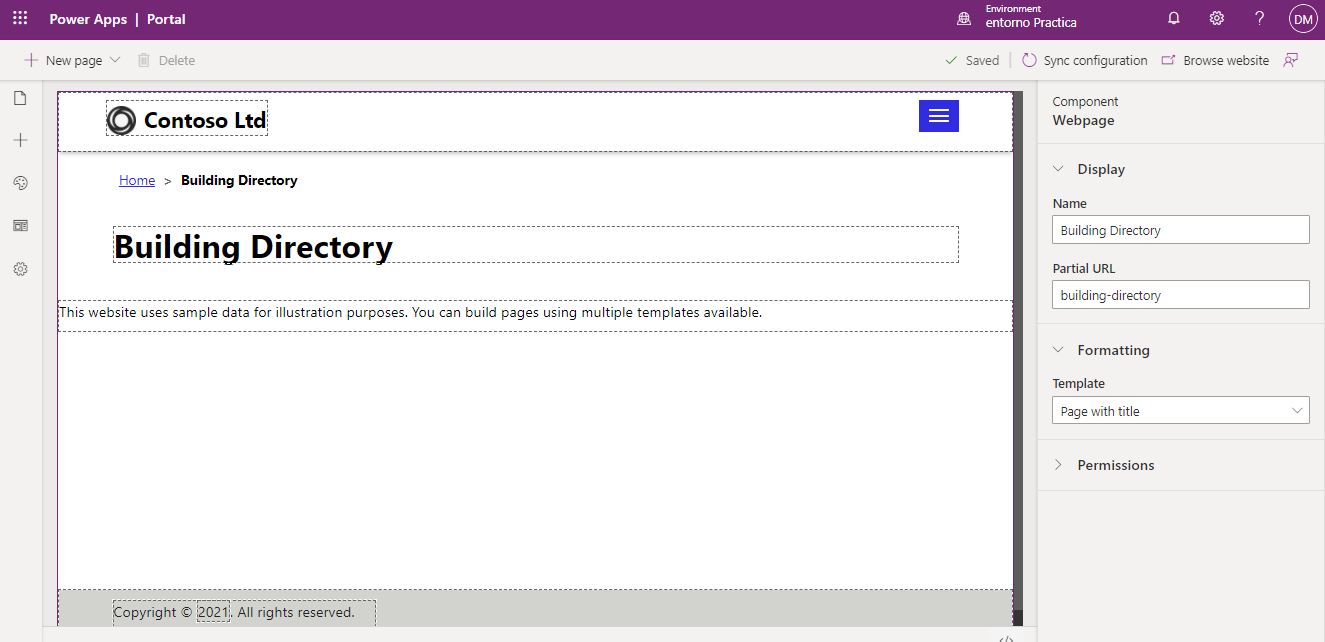 Power Apps | Portal
Environment
entorno Practica
? DM
New page Delete
Saved Sync configuration Browse website
Contoso Ltd
Home > Building Directory
Building Directory
This website uses sample data for illustration purposes. You can build pages using multiple templates available.
Copyright © 2021. All rights reserved.
</>
Component
Webpage
Display
Name
Building Directory
Partial URL
building-directory
Formatting
Template
Page with title
Permissions